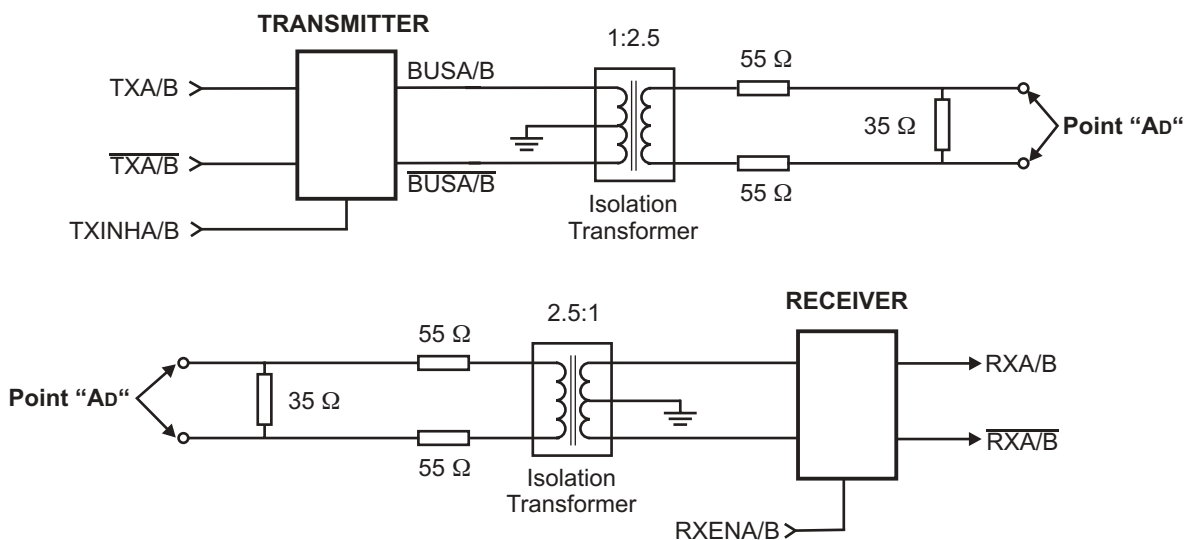 TRANSMITTER
1:2.5
55 Ω
TXA/B
BUSA/B
35 Ω
Point “AD“
TXA/B
BUSA/B
55 Ω
TXINHA/B
Isolation
Transformer
2.5:1
RECEIVER
55 Ω
RXA/B
Point “AD“
35 Ω
RXA/B
55 Ω
Isolation
Transformer
RXENA/B